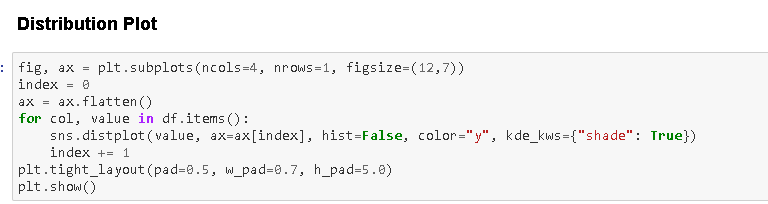 Distribution Plot
: fig, ax = plt.subplots(ncols=4, nrows=1, figsize=(12,7))
index = 0
ax = ax.flatten()
for col, value in df.items():
    sns.distplot(value, ax=ax[index], hist=False, color="y", kde_kws={"shade": True})
    index += 1
plt.tight_layout(pad=0.5, w_pad=0.7, h_pad=5.0)
plt.show()